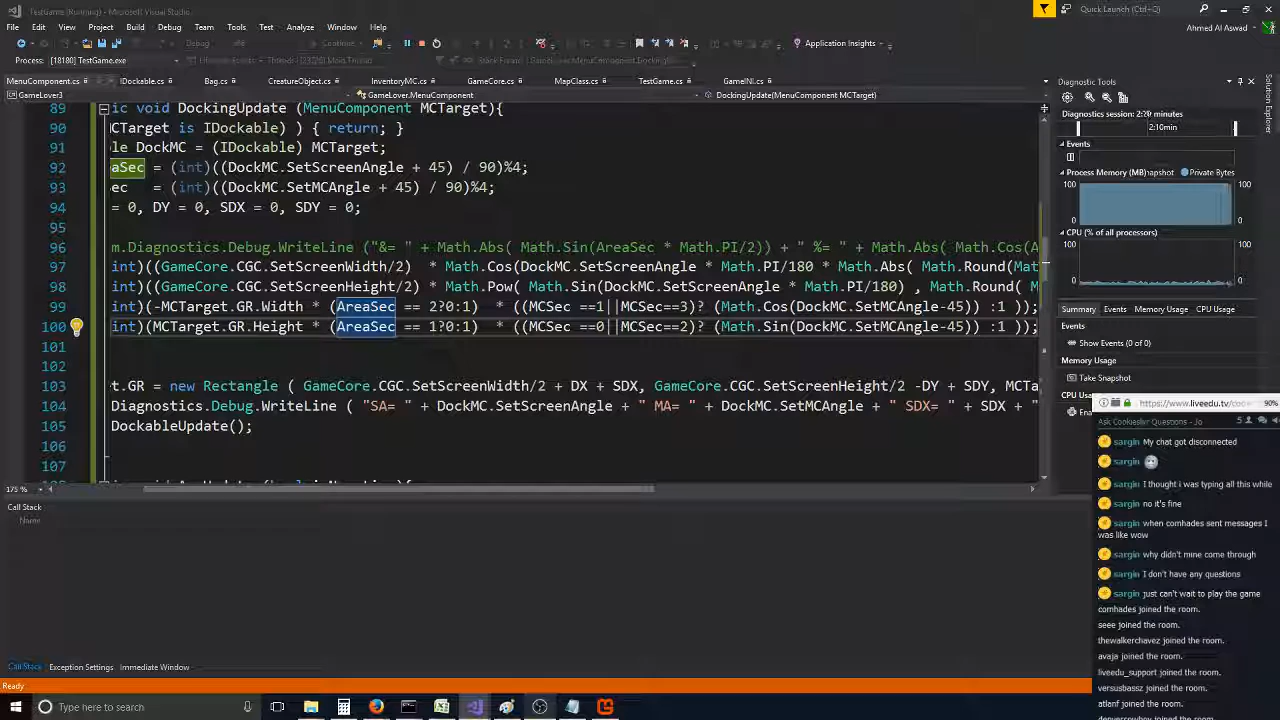 TestGame (Running) - Microsoft Visual Studio
Quick Launch (Ctrl+Q)
File Edit View Project Build Debug Team Tools Test Analyze Window Help
Ahmed Al Aswad
Debug
Continue
Application Insights
Process: [18180] TestGame.exe
MenuComponent.cs
IDockable.cs
Bag.cs
CreatureObject.cs
InventoryMC.cs
GameCore.cs
MapClass.cs
TestGame.cs
GameINI.cs
GameLover3
GameLover.MenuComponent
DockingUpdate(MenuComponent MCTarget)
89 ic void DockingUpdate (MenuComponent MCTarget){
90 CTarget is IDockable) ) { return; }
91 le DockMC = (IDockable) MCTarget;
92 aSec = (int)((DockMC.SetScreenAngle + 45) / 90)%4;
93 ec = (int)((DockMC.SetMCAngle + 45) / 90)%4;
94 = 0, DY = 0, SDX = 0, SDY = 0;
95
96 m.Diagnostics.Debug.WriteLine ("&= " + Math.Abs( Math.Sin(AreaSec * Math.PI/2)) + " %= " + Math.Abs( Math.Cos(A
97 int)((GameCore.CGC.SetScreenWidth/2) * Math.Cos(DockMC.SetScreenAngle * Math.PI/180 * Math.Abs( Math.Round(Mat
98 int)((GameCore.CGC.SetScreenHeight/2) * Math.Pow( Math.Sin(DockMC.SetScreenAngle * Math.PI/180) , Math.Round( M
99 int)(-MCTarget.GR.Width * (AreaSec == 2?0:1) * ((MCSec ==1||MCSec==3)? (Math.Cos(DockMC.SetMCAngle-45)) :1 ));
100 int)(MCTarget.GR.Height * (AreaSec == 1?0:1) * ((MCSec ==0||MCSec==2)? (Math.Sin(DockMC.SetMCAngle-45)) :1 ));
101
102
103 t.GR = new Rectangle ( GameCore.CGC.SetScreenWidth/2 + DX + SDX, GameCore.CGC.SetScreenHeight/2 -DY + SDY, MCTa
104 Diagnostics.Debug.WriteLine ( "SA= " + DockMC.SetScreenAngle + " MA= " + DockMC.SetMCAngle + " SDX= " + SDX + "
105 DockableUpdate();
106
107
175 %
Call Stack
Name
Call Stack Exception Settings Immediate Window
Ready
Type here to search
Diagnostic Tools
Solution Explorer
2:10min
Events
Process Memory (MB)
Private Bytes
100 100
0 0
CPU (% of all processors)
100 100
0 0
Summary Events Memory Usage CPU Usage
Events
Show Events (0 of 0)
Memory Usage
Take Snapshot
90%
sargin My chat got disconnected
sargin
sargin I thought i was typing all this while
sargin no it's fine
sargin when comhades sent messages I
was like wow
sargin why didn't mine come through
sargin I don't have any questions
sargin just can't wait to play the game
comhades joined the room.
seee joined the room.
thewalkerchavez joined the room.
avaja joined the room.
liveedu_support joined the room.
versusbassz joined the room.
atlanf joined the room.